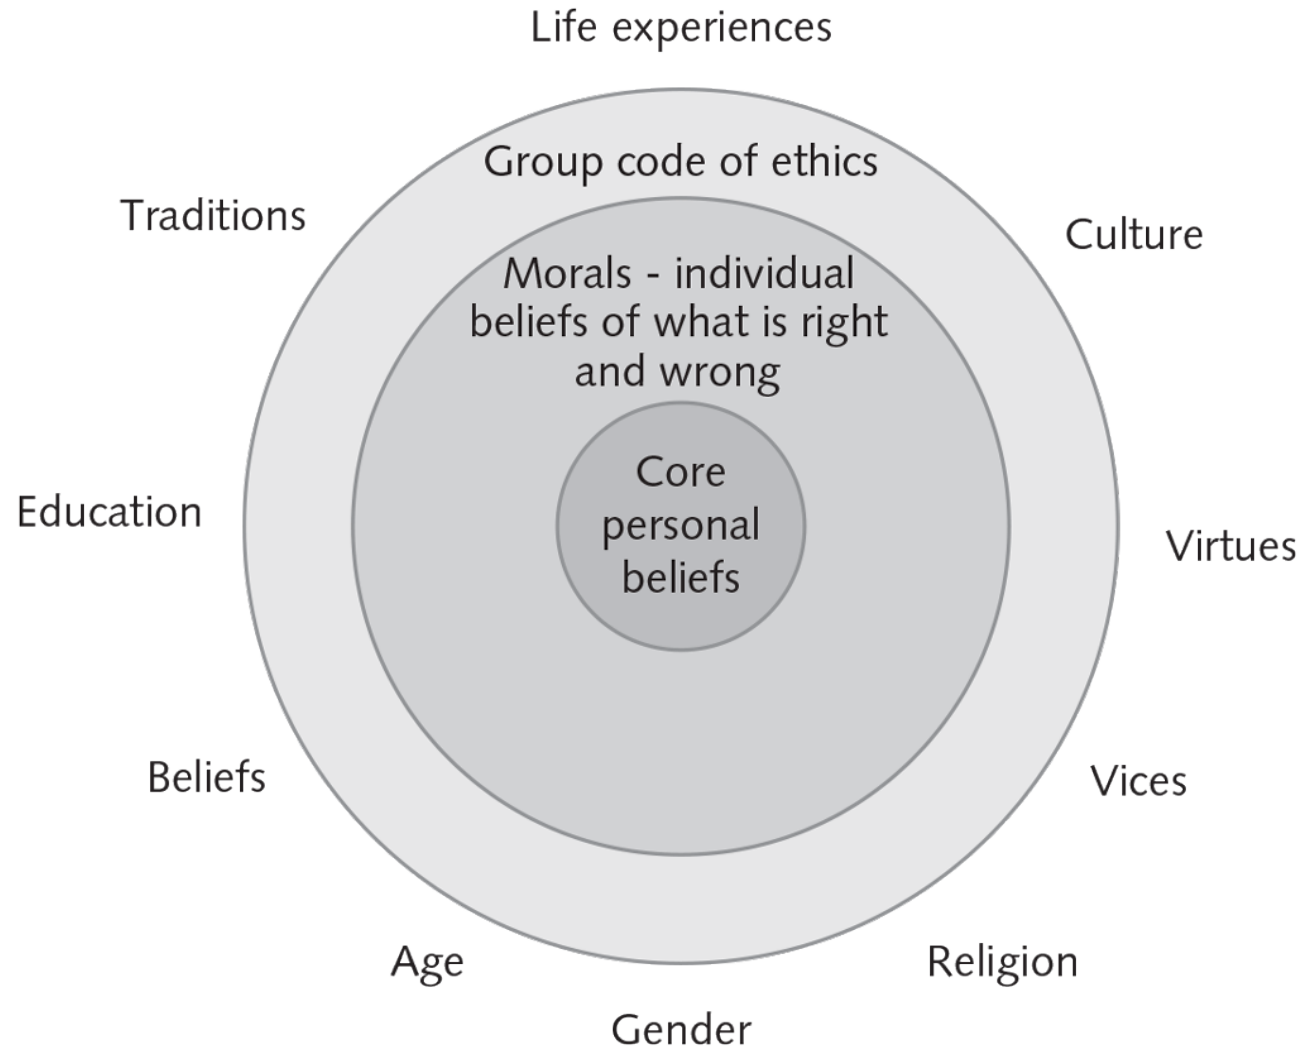 Life experiences
Group code of ethics
Traditions
Culture
Morals - individual
beliefs of what is right
and wrong
Core
personal
beliefs
Education
Virtues
Beliefs
Vices
Age
Religion
Gender